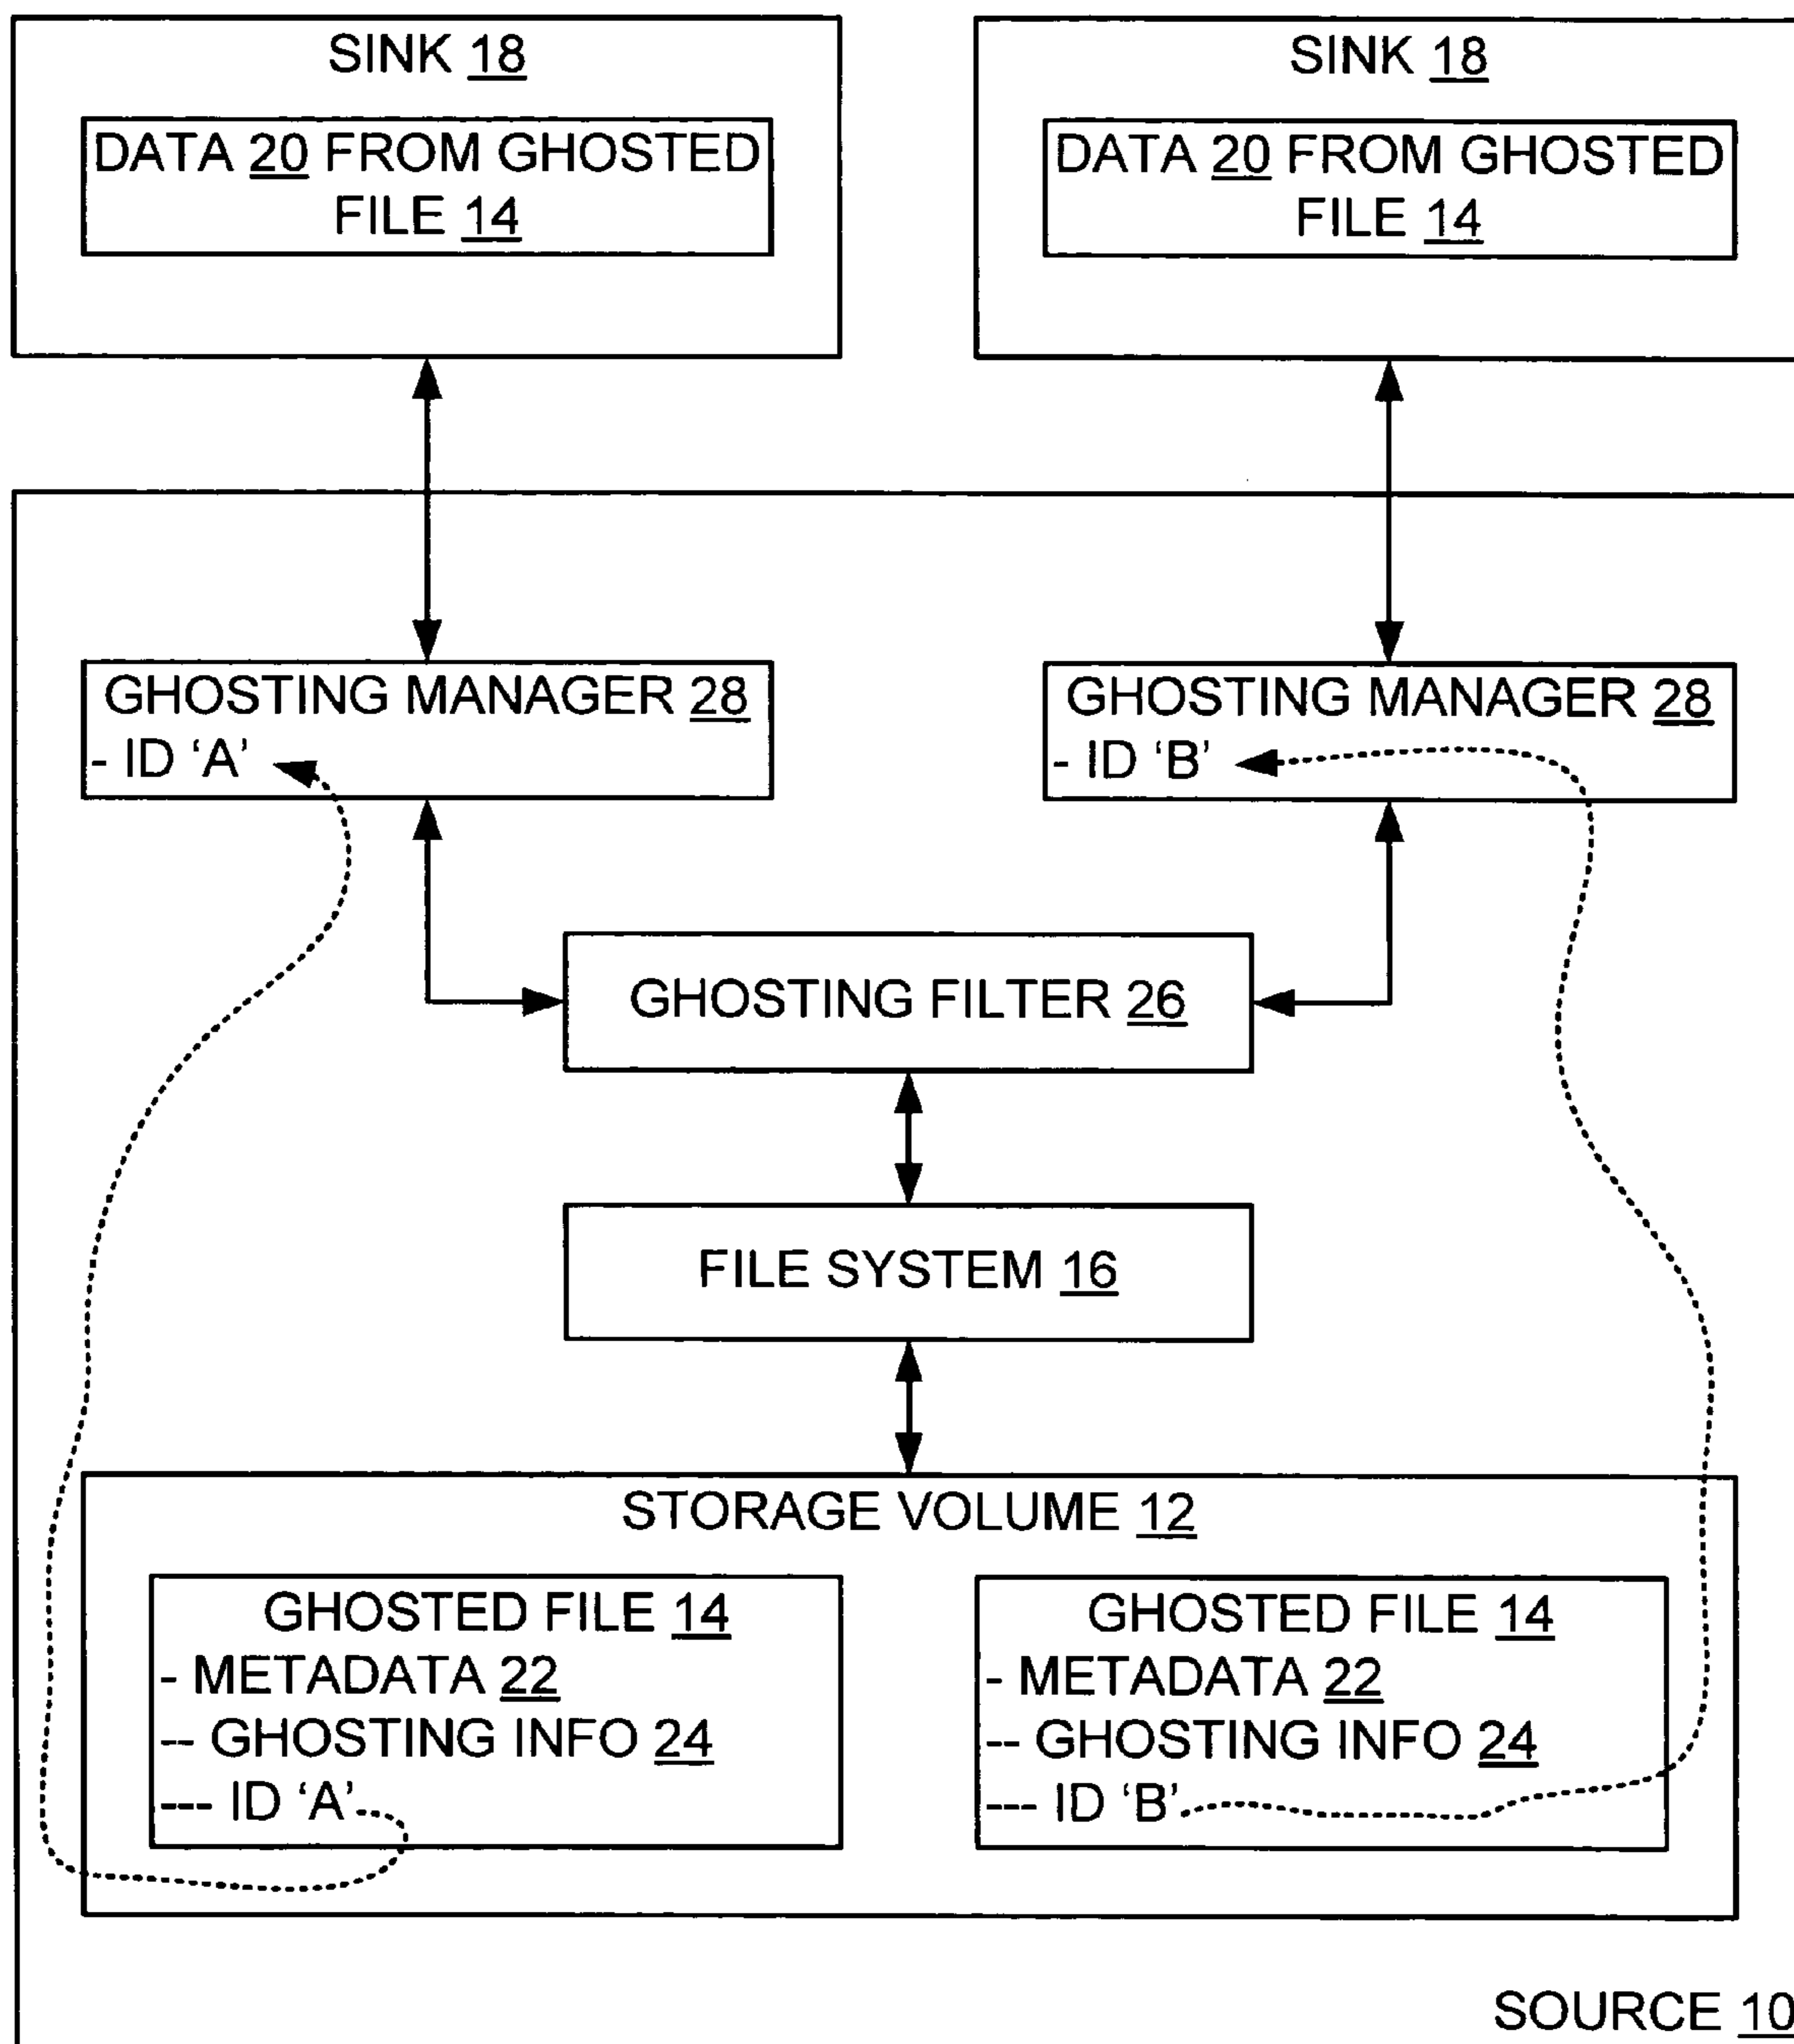 SINK 18
DATA 20 FROM GHOSTED
FILE 14
SINK 18
DATA 20 FROM GHOSTED
FILE 14
GHOSTING MANAGER 28
- ID ‘A’
GHOSTING MANAGER 28
- ID ‘B’
GHOSTING FILTER 26
FILE SYSTEM 16
STORAGE VOLUME 12
GHOSTED FILE 14
- METADATA 22
-- GHOSTING INFO 24
--- ID ‘A’
GHOSTED FILE 14
- METADATA 22
-- GHOSTING INFO 24
--- ID ‘B’
SOURCE 10